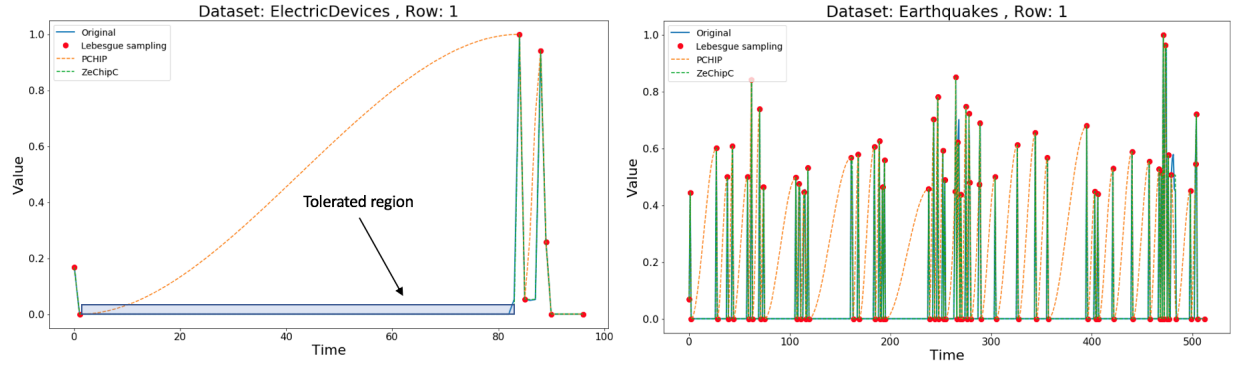 Dataset: ElectricDevices , Row: 1
Original
Lebesgue sampling
PCHIP
ZeChipC
1.0
0.8
0.6
0.4
0.2
0.0
Value
Tolerated region
0 20 40 60 80 100
Time
Dataset: Earthquakes , Row: 1
Original
Lebesgue sampling
PCHIP
ZeChipC
1.0
0.8
0.6
0.4
0.2
0.0
Value
0 100 200 300 400 500
Time